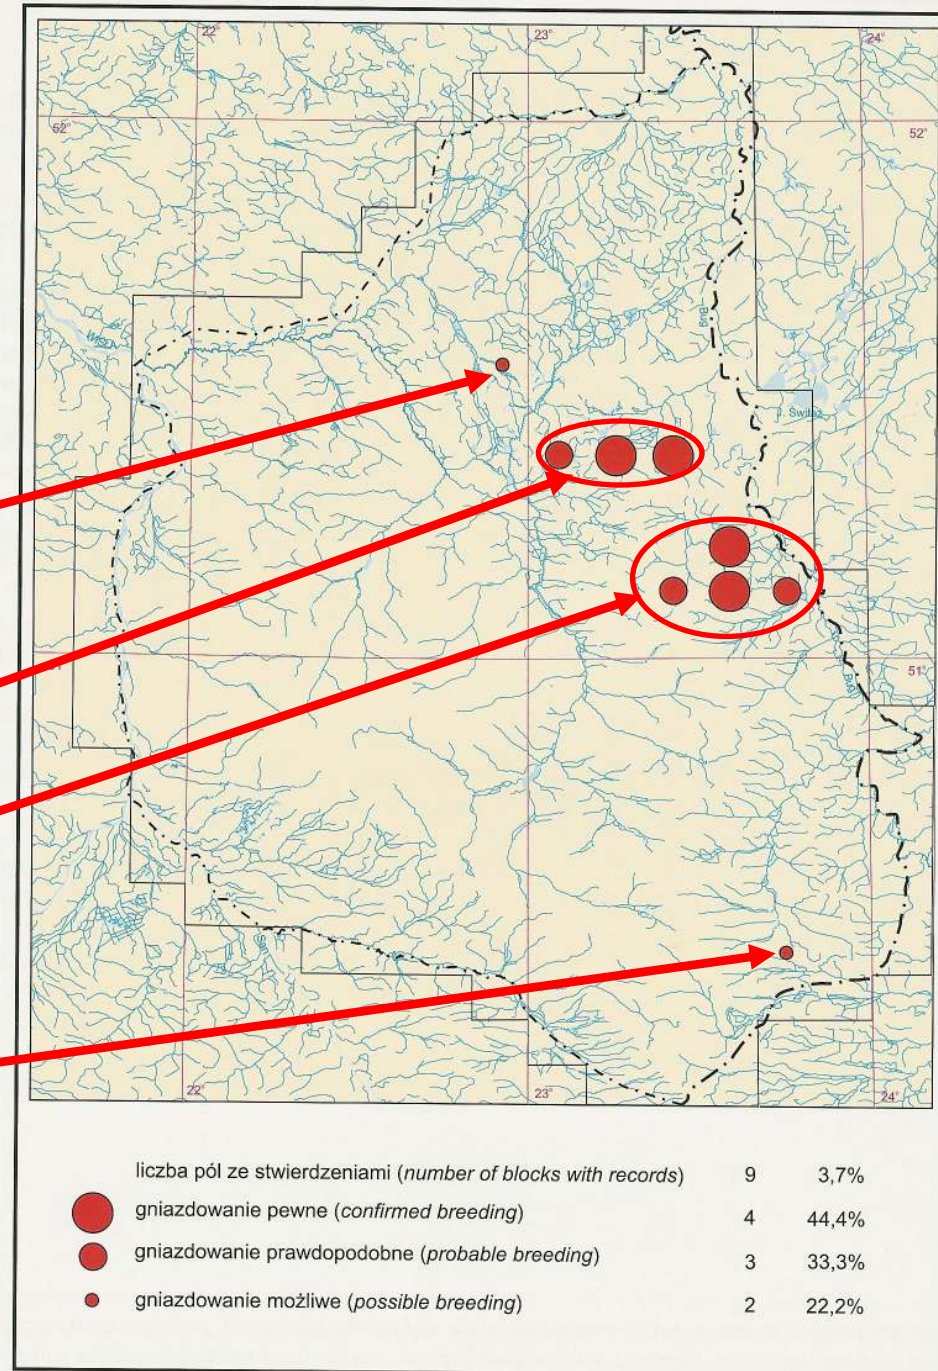 22° 23° 24°
52° 52°
Bug
J. Świtaź
51°
Bug
22° 23° 24°
liczba pól ze stwierdzeniami (number of blocks with records) 9 3,7%
gniazdowanie pewne (confirmed breeding) 4 44,4%
gniazdowanie prawdopodobne (probable breeding) 3 33,3%
gniazdowanie możliwe (possible breeding) 2 22,2%